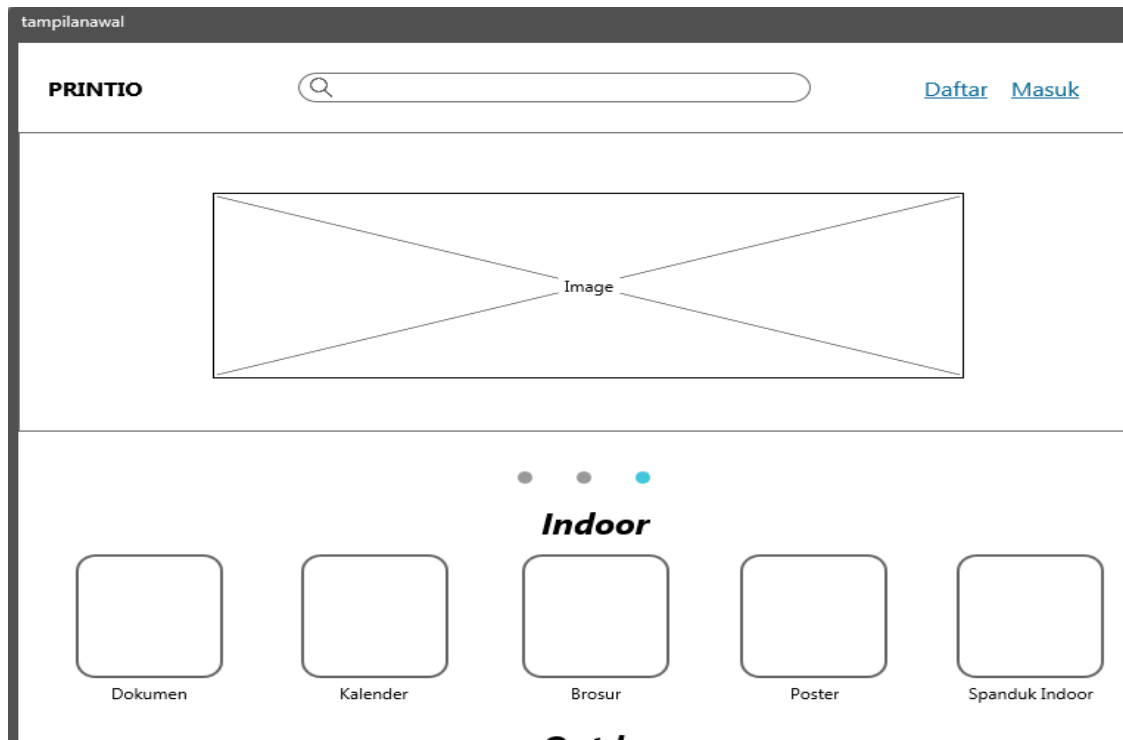 tampilanawal
PRINTIO
Daftar Masuk
Image
Indoor
Dokumen Kalender Brosur Poster Spanduk Indoor